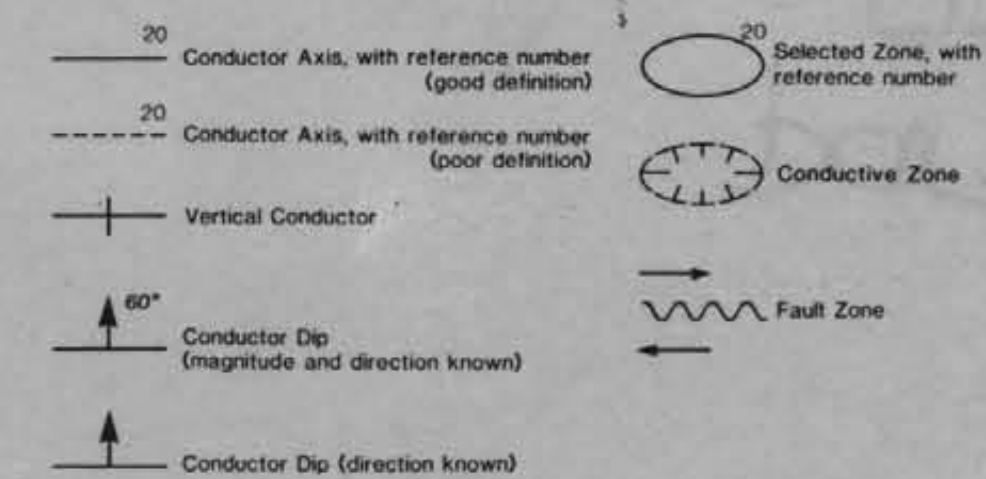 20
Conductor Axis, with reference number
(good definition)
20
Conductor Axis, with reference number
(poor definition)
Vertical Conductor
60°
Conductor Dip
(magnitude and direction known)
Conductor Dip (direction known)
20
Selected Zone, with
reference number
Conductive Zone
Fault Zone